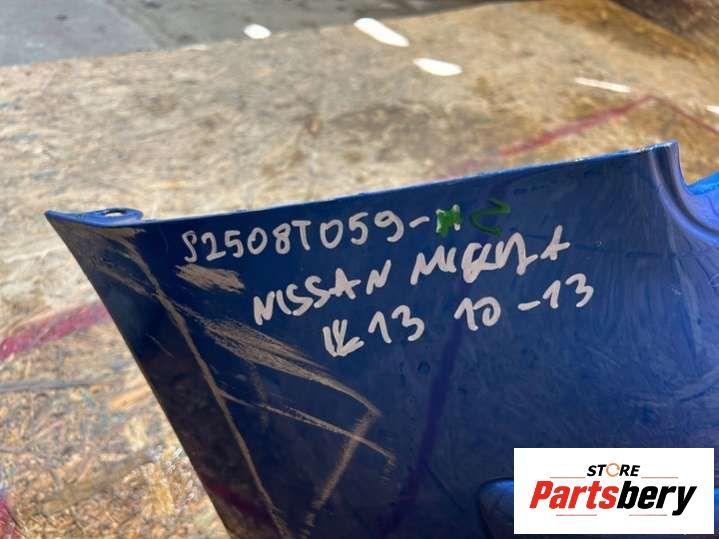 S2508T059-
NISSAN MICRA
K13 10-13
STORE
Partsbery